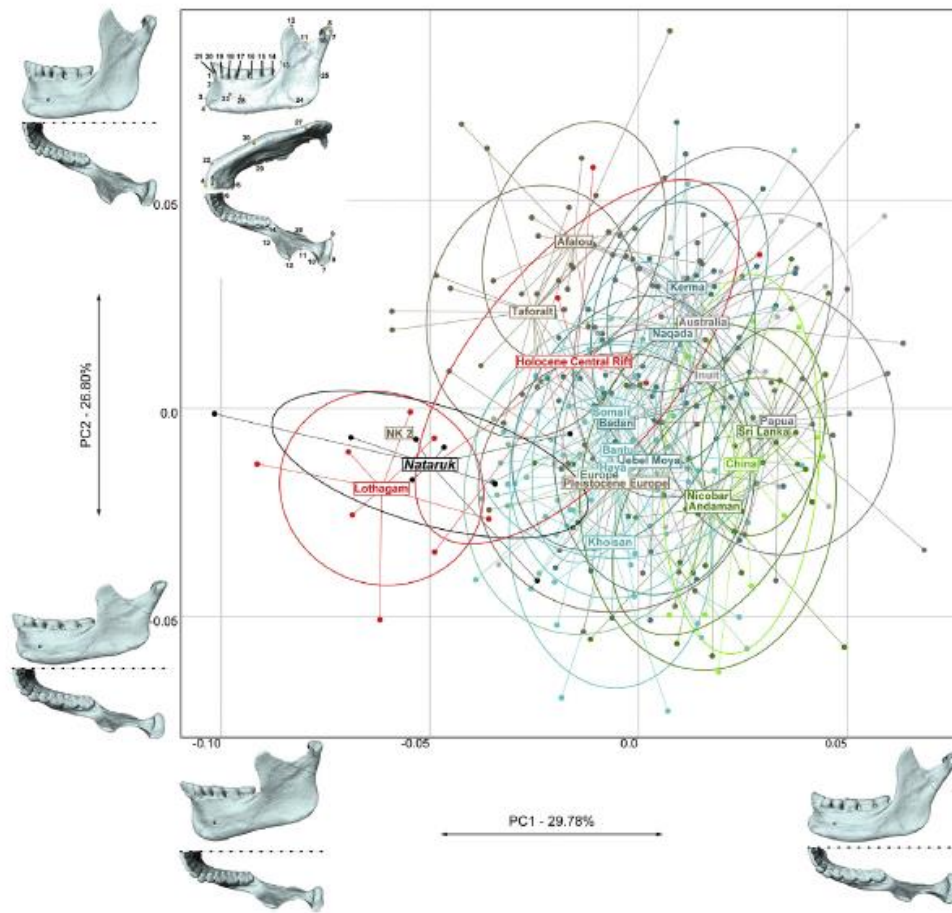 0.05
0.0
-0.05
PC2 - 26.80%
Afalou
Taforalt
Kerma
Australia
Naqada
Holocene Central Rift
Inuit
Somali
Badari
Papua
Sri Lanka
NK 2
Nataruk
Bantu
Haya
Jebel Moya
China
Europe
Pleistocene Europe
Lothagam
Nicobar
Andaman
Khoisan
-0.10
-0.05
0.0
0.05
PC1 - 29.78%